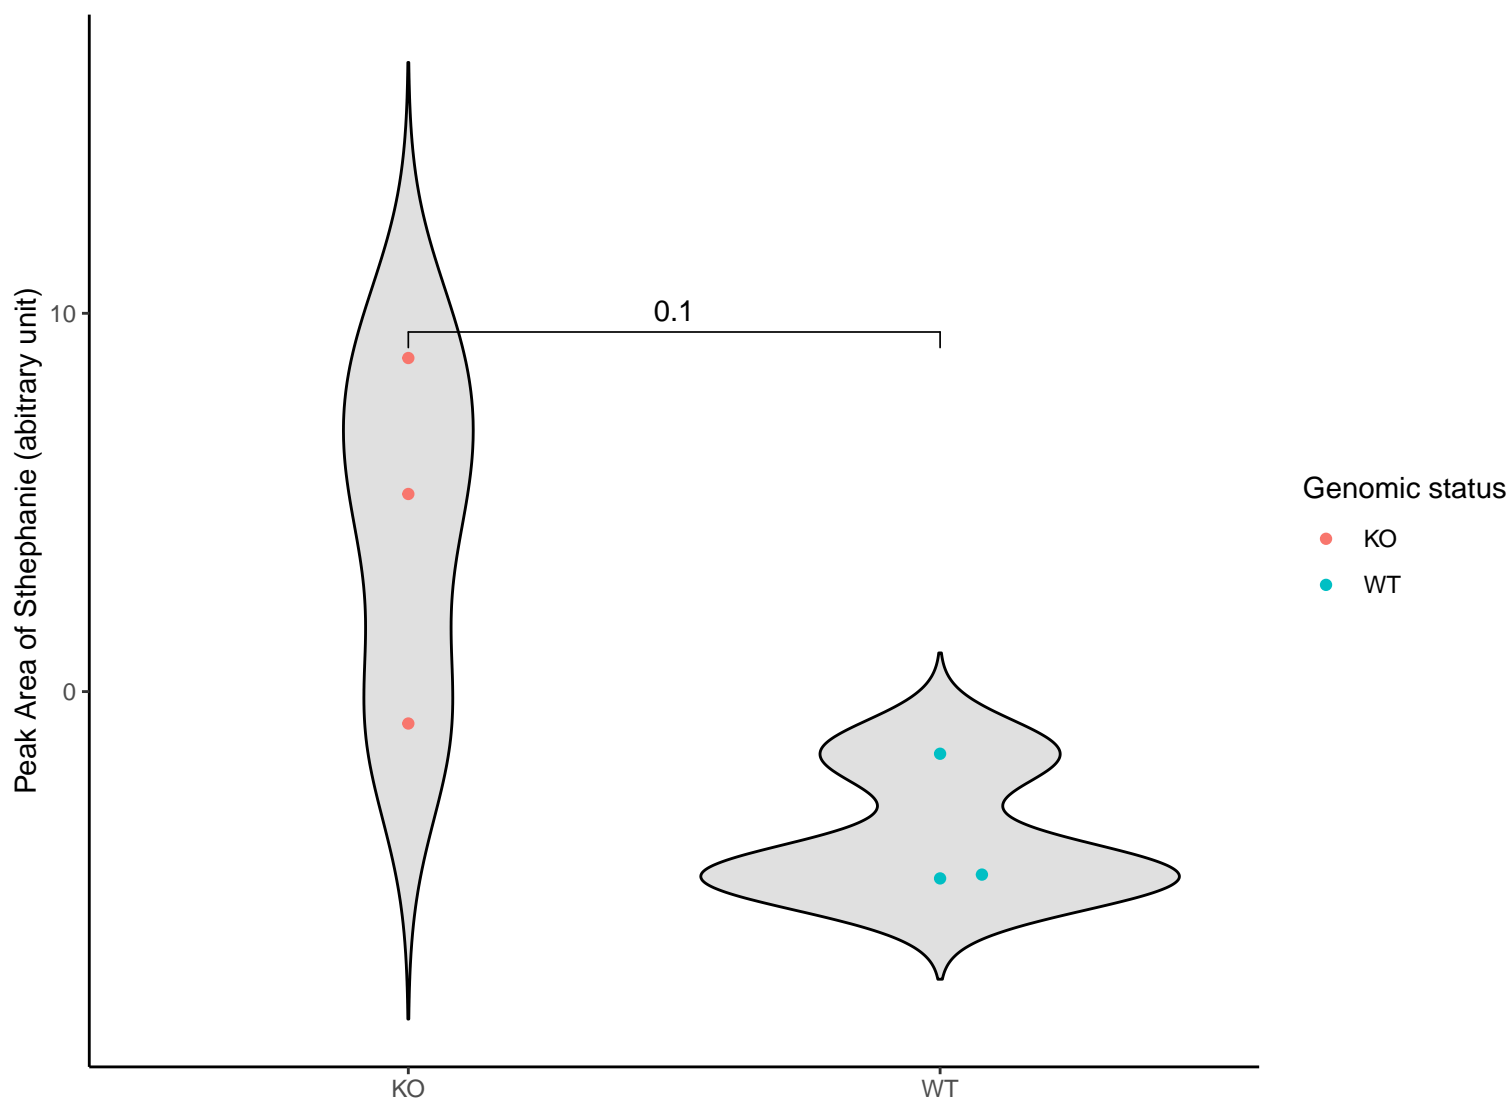 Peak Area of Sthephanie (abitrary unit)
10
0
0.1
KO
WT
Genomic status
KO
WT